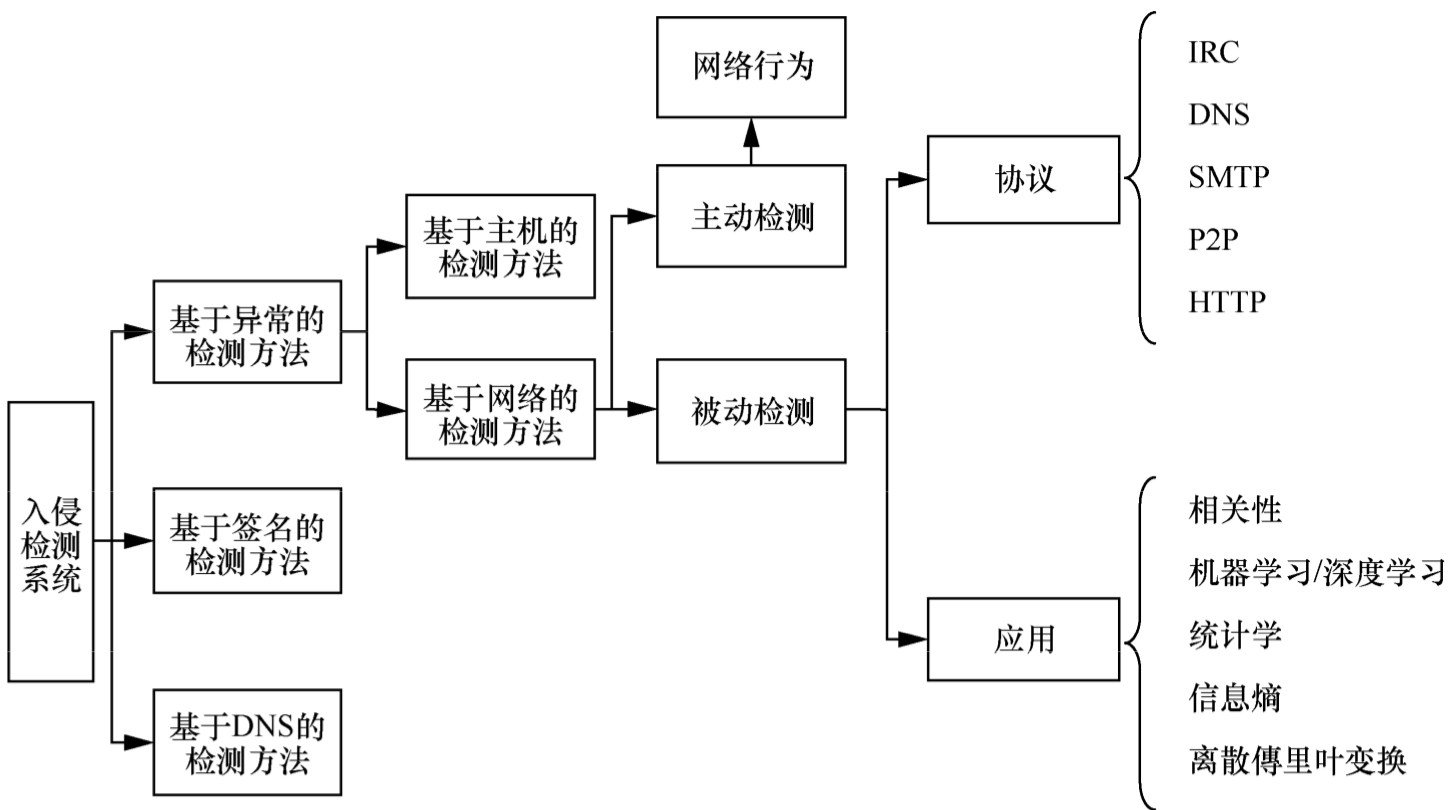 入侵
检测
系统
基于异常的
检测方法
基于签名的
检测方法
基于DNS的
检测方法
基于主机的
检测方法
基于网络的
检测方法
网络行为
主动检测
被动检测
协议
IRC
DNS
SMTP
P2P
HTTP
应用
相关性
机器学习/深度学习
统计学
信息熵
离散傅里叶变换